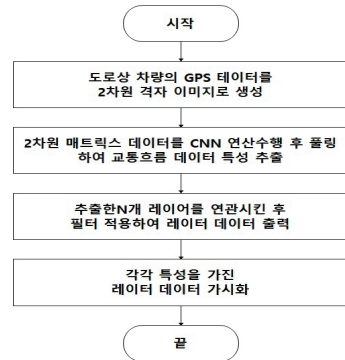 시작
도로상 차량의 GPS 테이터를
2차원 격자 이미지로 생성
2차원 매트릭스 데이터를 CNN 연산수행 후 풀링
하여 교통흐름 데이터 특성 추출
추출한N개 레이어를 연관시킨 후
필터 적용하여 레이터 데이터 출력
각각 특성을 가진
레이터 데이터 가시화
끝